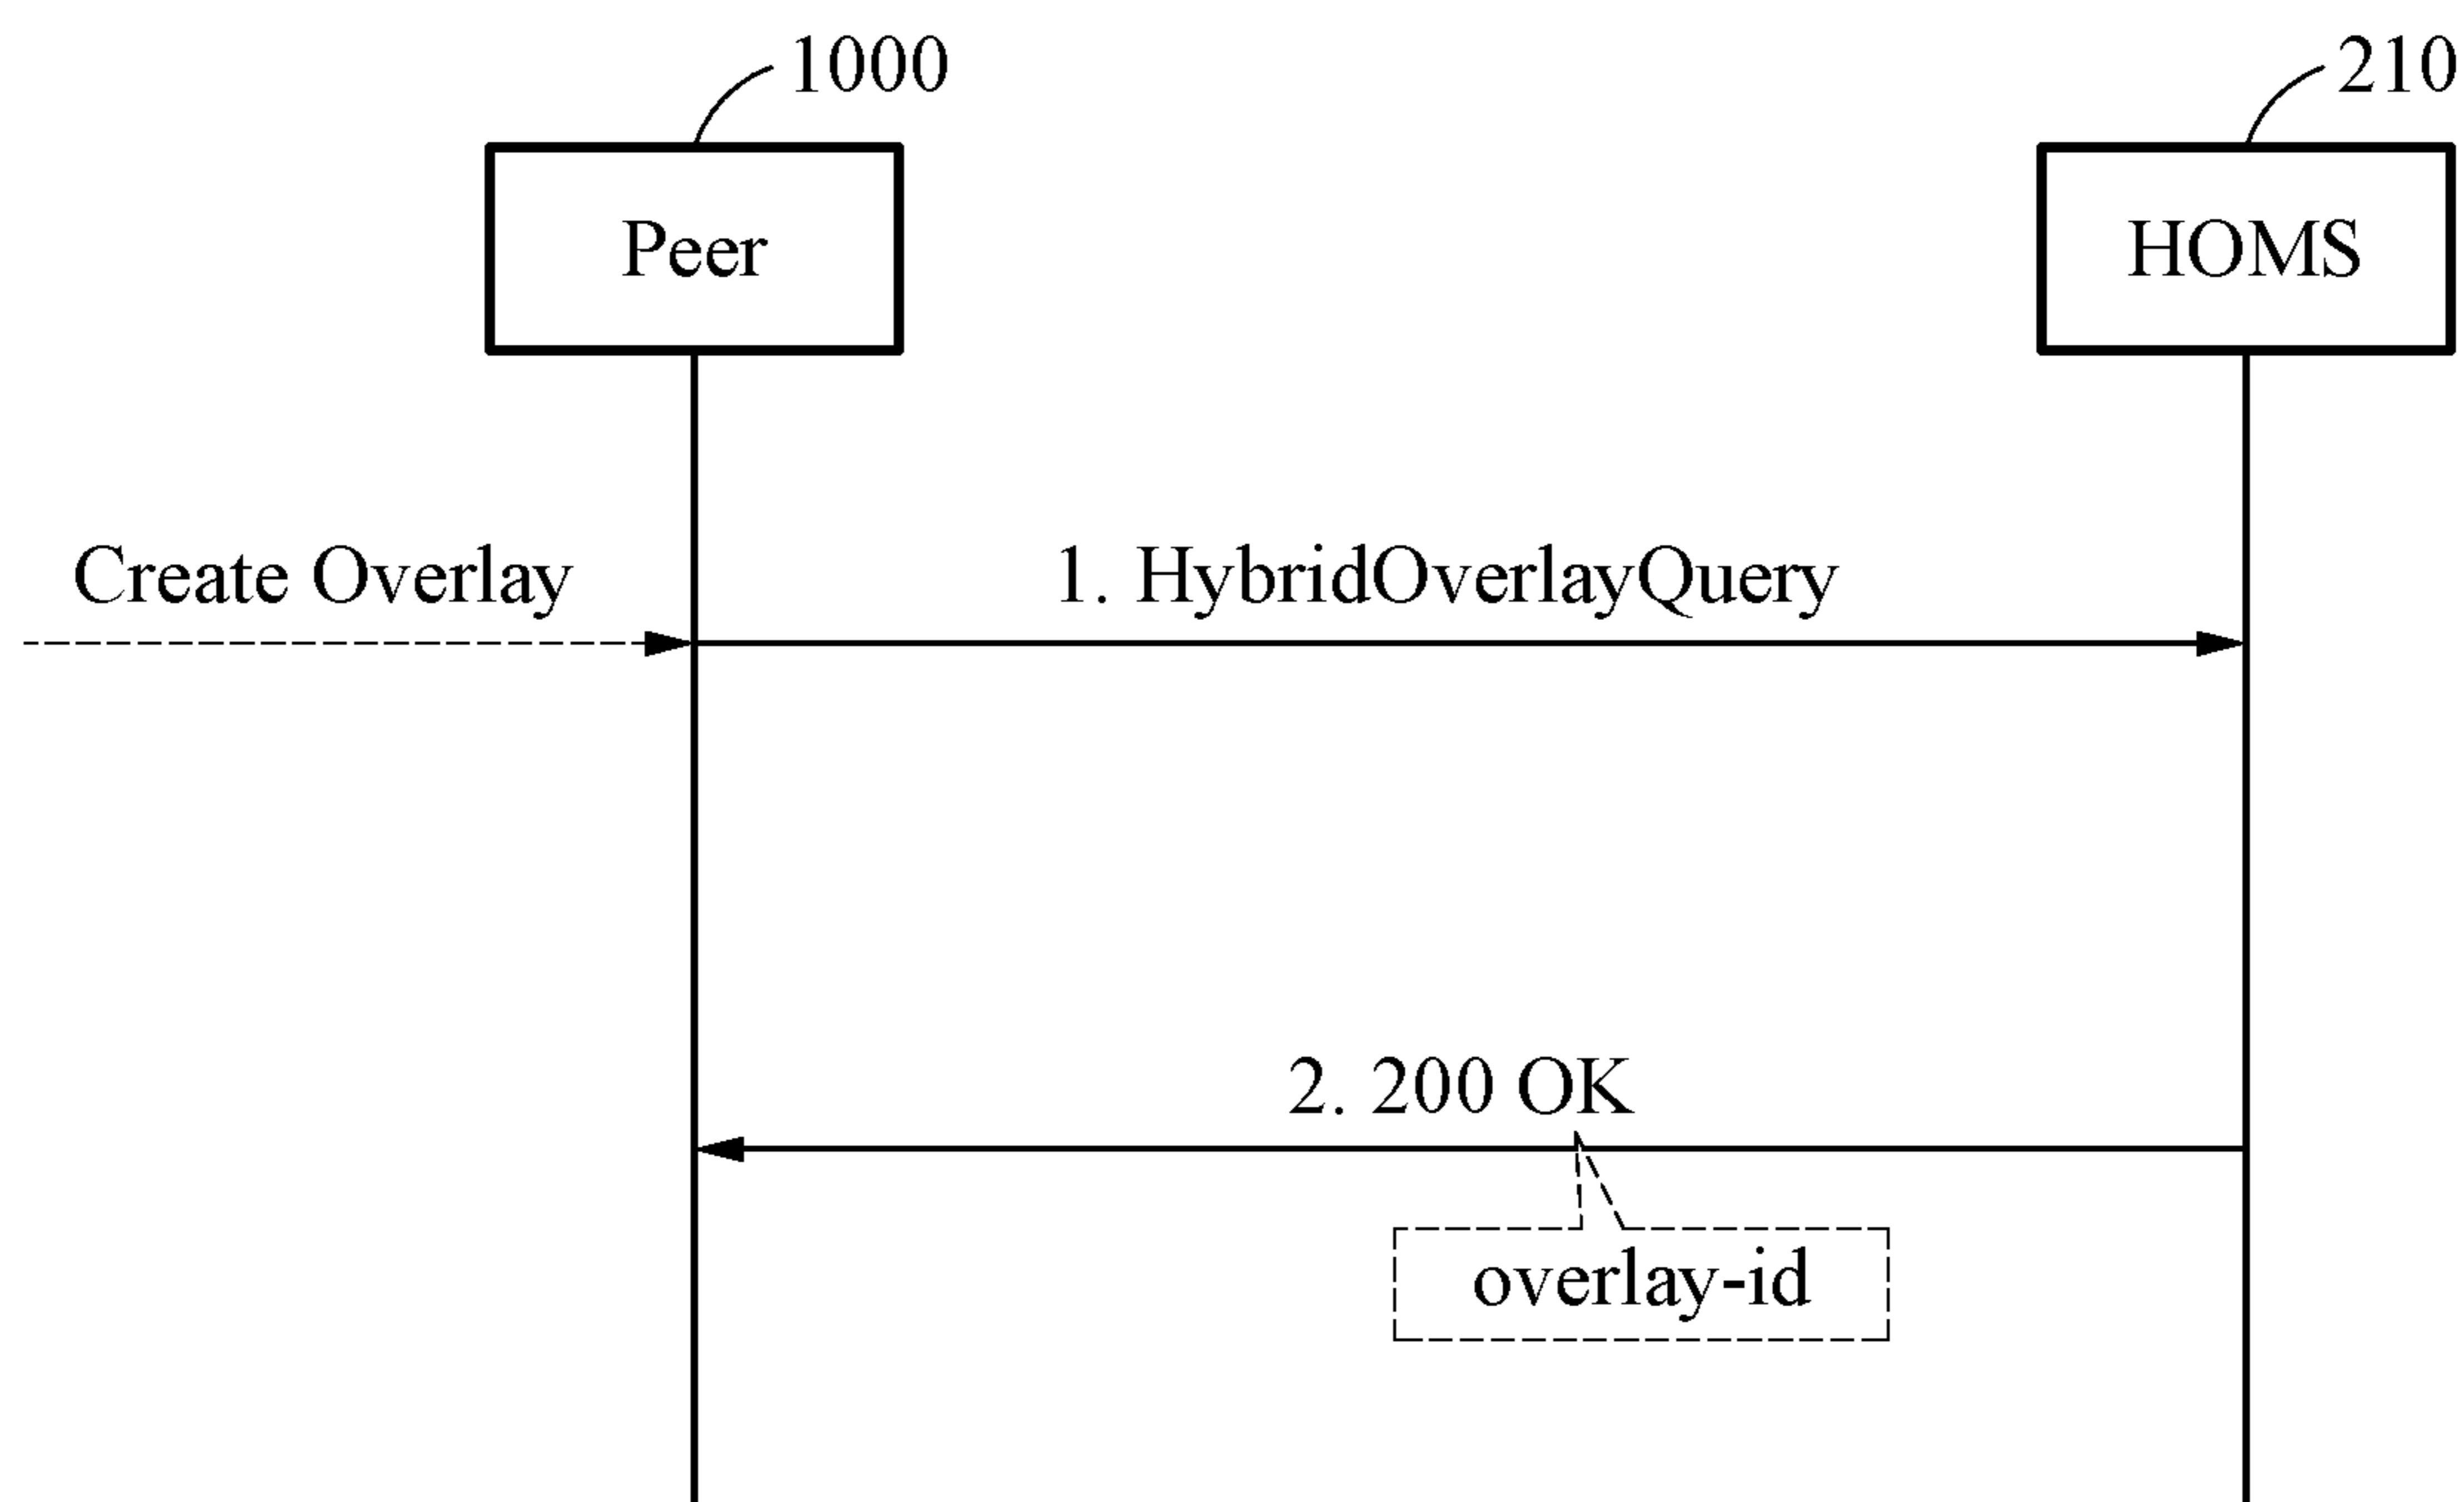 1000
210
Peer
HOMS
Create Overlay
1. HybridOverlayQuery
2. 200 OK
overlay-id